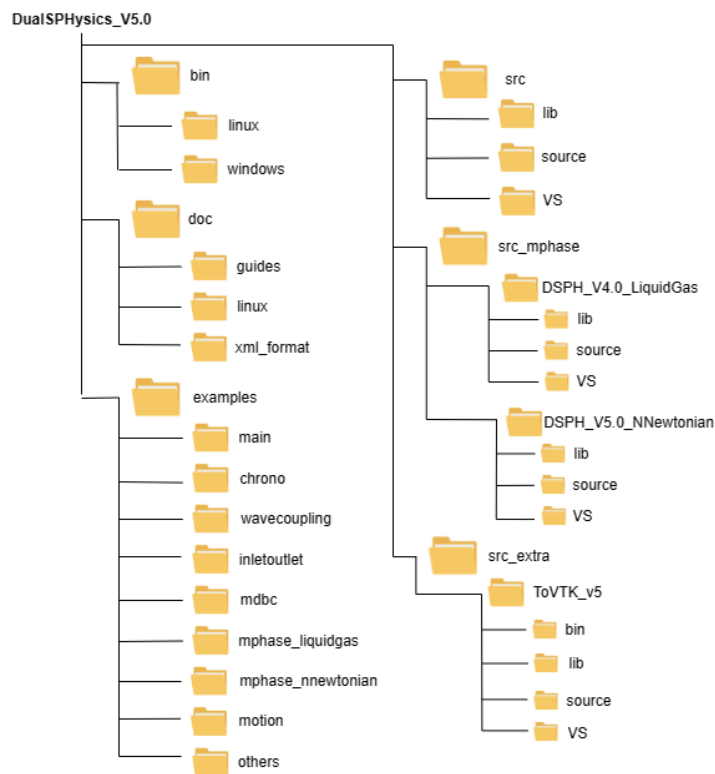 DualSPHysics_V5.0
bin
linux
windows
doc
guides
linux
xml_format
examples
main
chrono
wavecoupling
inletoutlet
mdbc
mphase_liquidgas
mphase_nnewtonian
motion
others
src
lib
source
VS
src_mphase
DSPH_V4.0_LiquidGas
lib
source
VS
DSPH_V5.0_NNewtonian
lib
source
VS
src_extra
ToVTK_v5
bin
lib
source
VS